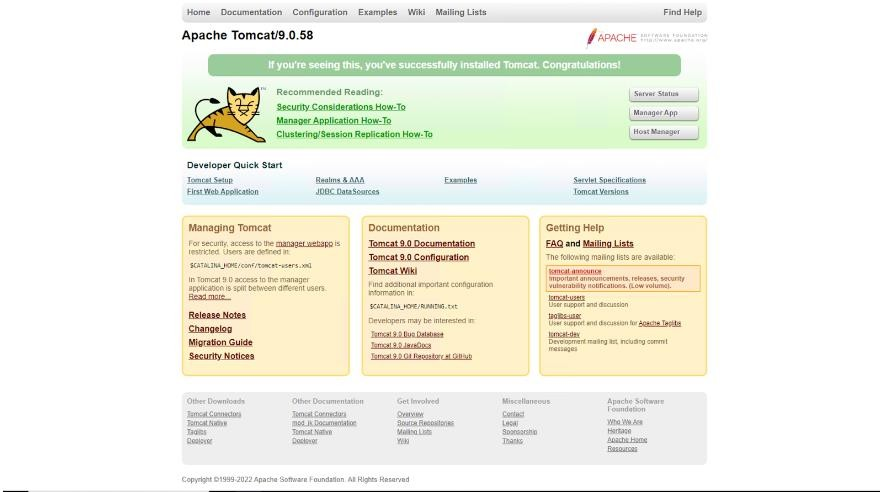 Home Documentation Configuration Examples Wiki Mailing Lists Find Help
Apache Tomcat/9.0.58
APACHE SOFTWARE FOUNDATION
http://www.apache.org/
If you're seeing this, you've successfully installed Tomcat. Congratulations!
TM
Recommended Reading:
Security Considerations How-To
Manager Application How-To
Clustering/Session Replication How-To
Server Status
Manager App
Host Manager
Developer Quick Start
Tomcat Setup
First Web Application
Realms & AAA
JDBC DataSources
Examples
Servlet Specifications
Tomcat Versions
Managing Tomcat
For security, access to the manager webapp is
restricted. Users are defined in:
$CATALINA_HOME/conf/tomcat-users.xml
In Tomcat 9.0 access to the manager
application is split between different users.
Read more...
Release Notes
Changelog
Migration Guide
Security Notices
Documentation
Tomcat 9.0 Documentation
Tomcat 9.0 Configuration
Tomcat Wiki
Find additional important configuration
information in:
$CATALINA_HOME/RUNNING.txt
Developers may be interested in:
Tomcat 9.0 Bug Database
Tomcat 9.0 JavaDocs
Tomcat 9.0 Git Repository at GitHub
Getting Help
FAQ and Mailing Lists
The following mailing lists are available:
tomcat-announce
Important announcements, releases, security
vulnerability notifications. (Low volume).
tomcat-users
User support and discussion
taglibs-user
User support and discussion for Apache Taglibs
tomcat-dev
Development mailing list, including commit
messages
Other Downloads
Tomcat Connectors
Tomcat Native
Taglibs
Deployer
Other Documentation
Tomcat Connectors
mod_jk Documentation
Tomcat Native
Deployer
Get Involved
Overview
Source Repositories
Mailing Lists
Wiki
Miscellaneous
Contact
Legal
Sponsorship
Thanks
Apache Software
Foundation
Who We Are
Heritage
Apache Home
Resources
Copyright ©1999-2022 Apache Software Foundation. All Rights Reserved